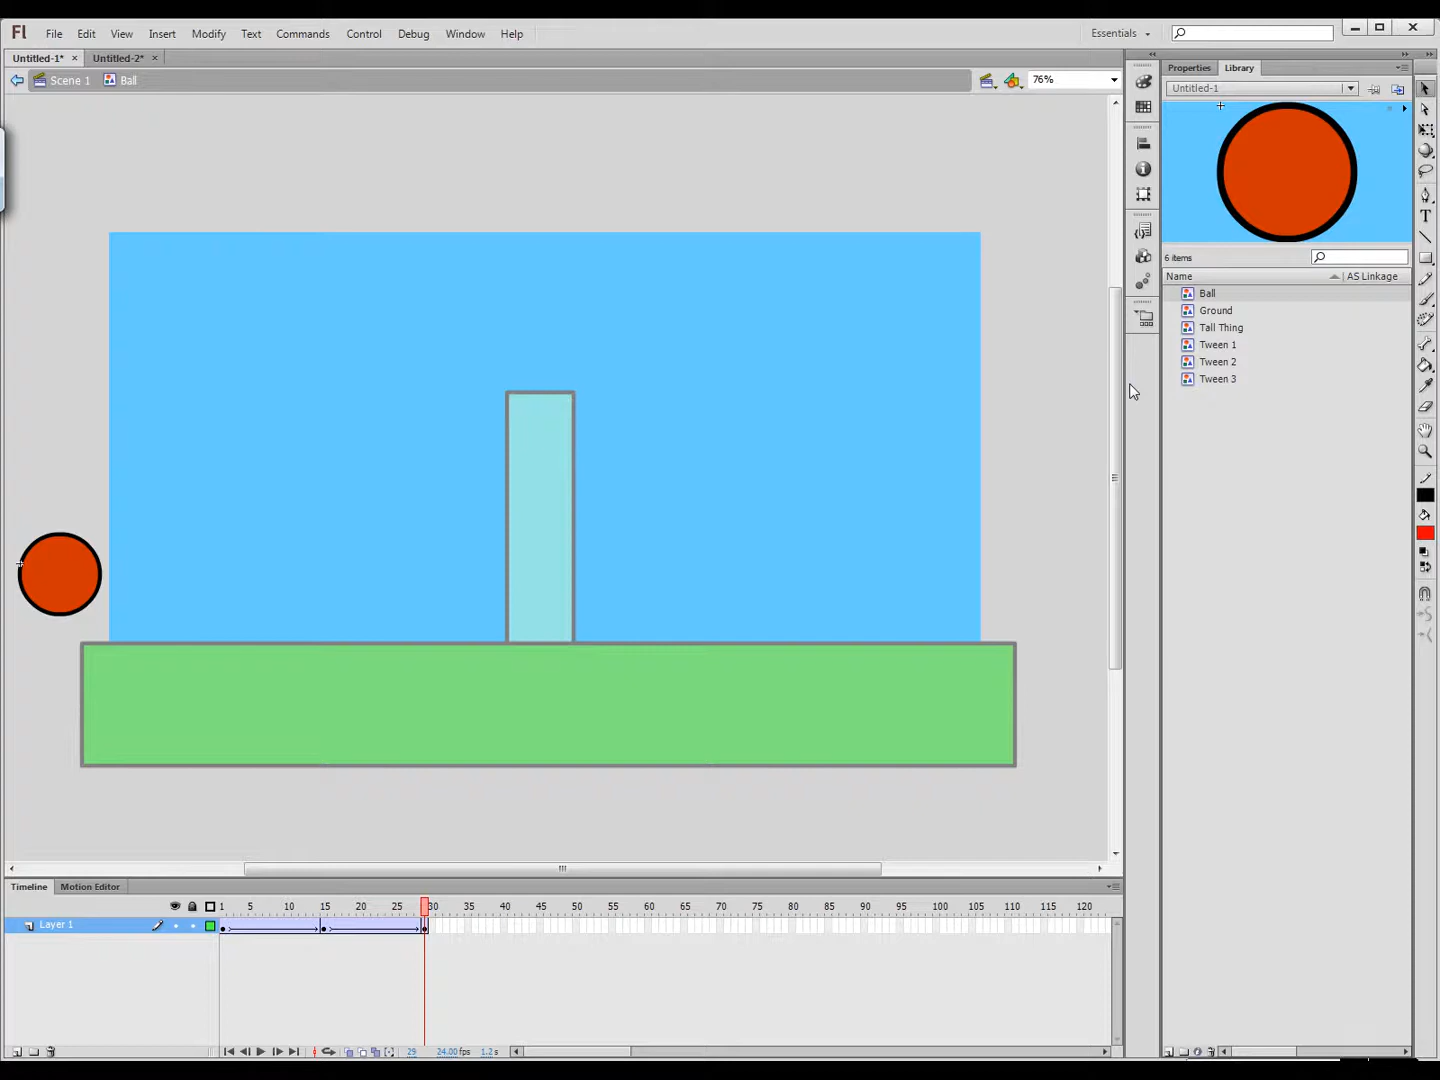 Fl File Edit View Insert Modify Text Commands Control Debug Window Help Essentials
Untitled-1* × Untitled-2* ×
Scene 1 Ball 76%
Properties Library
Untitled-1
6 items
Name AS Linkage
Ball
Ground
Tall Thing
Tween 1
Tween 2
Tween 3
Timeline Motion Editor
1 5 10 15 20 25 30 35 40 45 50 55 60 65 70 75 80 85 90 95 100 105 110 115 120
Layer 1
29 24.00fps 1.2s